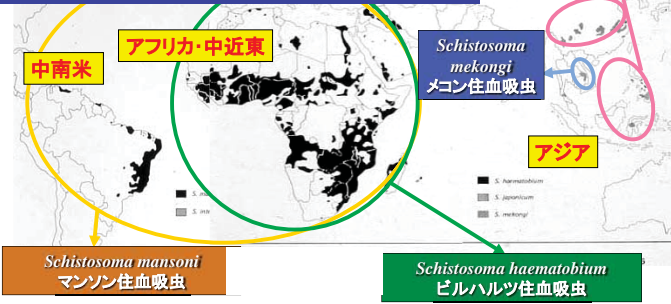 アフリカ・中近東
中南米
Schistosoma
mekongi
メコン住血吸虫
アジア
S. haematobium
S. japonicum
S. mekongi
Schistosoma mansoni
マンソン住血吸虫
Schistosoma haematobium
ビルハルツ住血吸虫